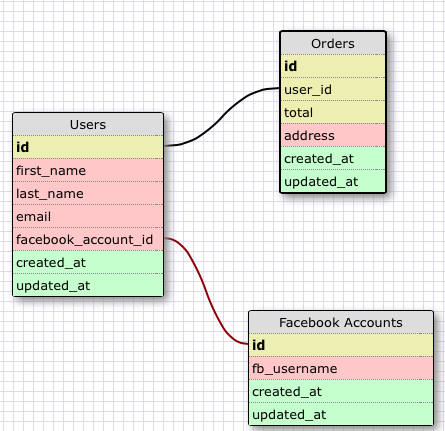 Orders
id
user_id
total
address
created_at
updated_at
Users
id
first_name
last_name
email
facebook_account_id
created_at
updated_at
Facebook Accounts
id
fb_username
created_at
updated_at